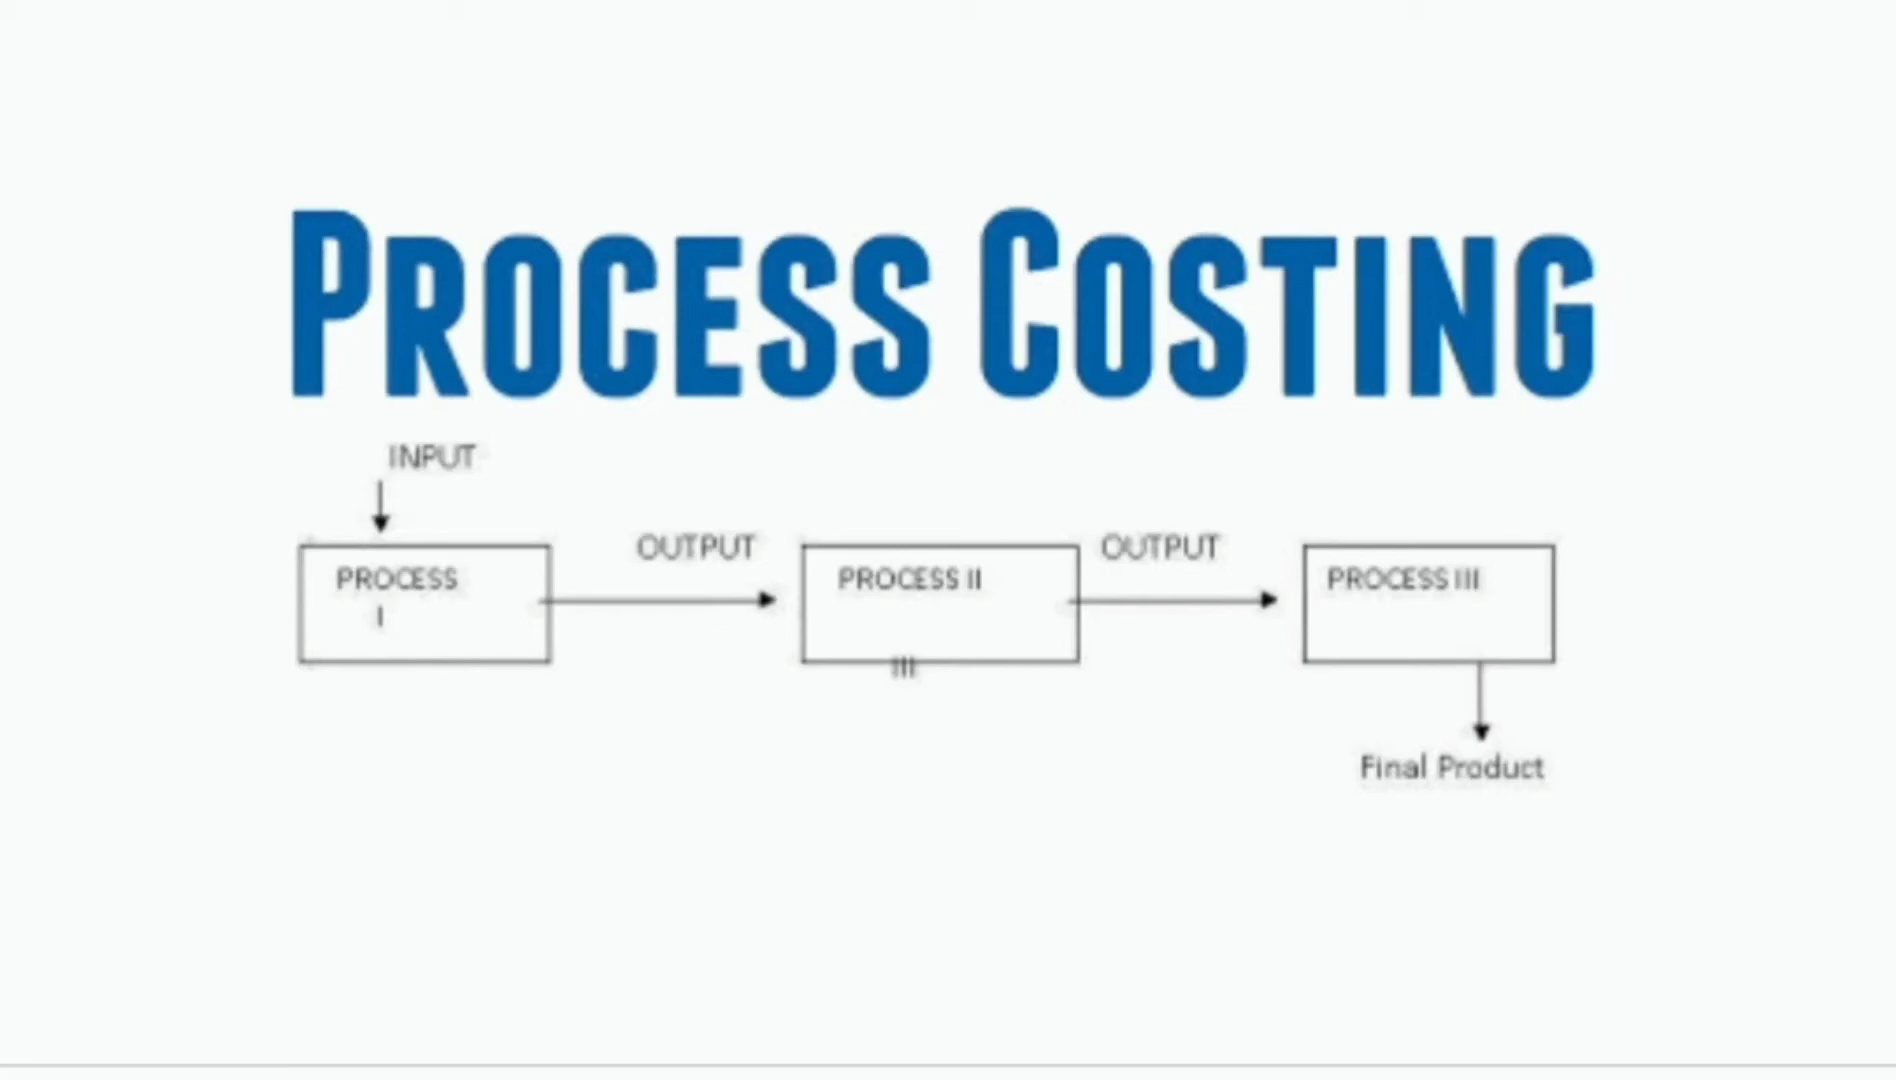 PROCESS COSTING
INPUT
OUTPUT
OUTPUT
PROCESS
I
PROCESS II
PROCESS III
III
Final Product